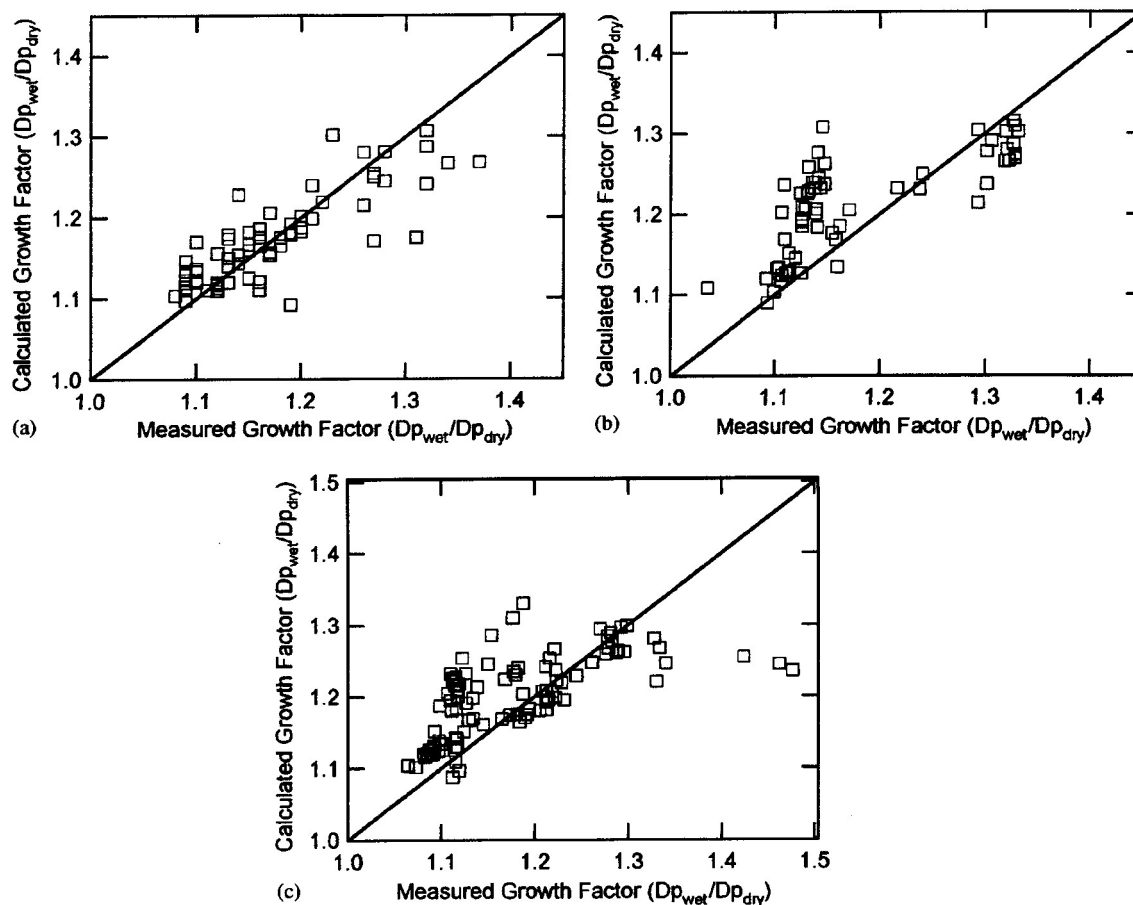 Calculated Growth Factor (Dp_wet/Dp_dry)
1.4
1.3
1.2
1.1
1.0
1.0 1.1 1.2 1.3 1.4
(a) Measured Growth Factor (Dp_wet/Dp_dry)
Calculated Growth Factor (Dp_wet/Dp_dry)
1.4
1.3
1.2
1.1
1.0
1.0 1.1 1.2 1.3 1.4
(b) Measured Growth Factor (Dp_wet/Dp_dry)
Calculated Growth Factor (Dp_wet/Dp_dry)
1.5
1.4
1.3
1.2
1.1
1.0
1.0 1.1 1.2 1.3 1.4 1.5
(c) Measured Growth Factor (Dp_wet/Dp_dry)